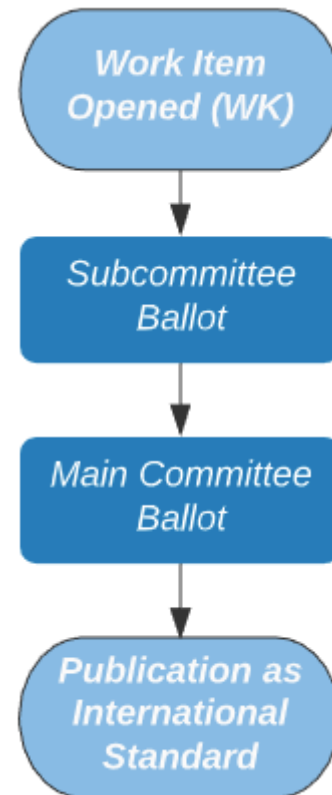 Work Item
Opened (WK)
Subcommittee
Ballot
Main Committee
Ballot
Publication as
International
Standard